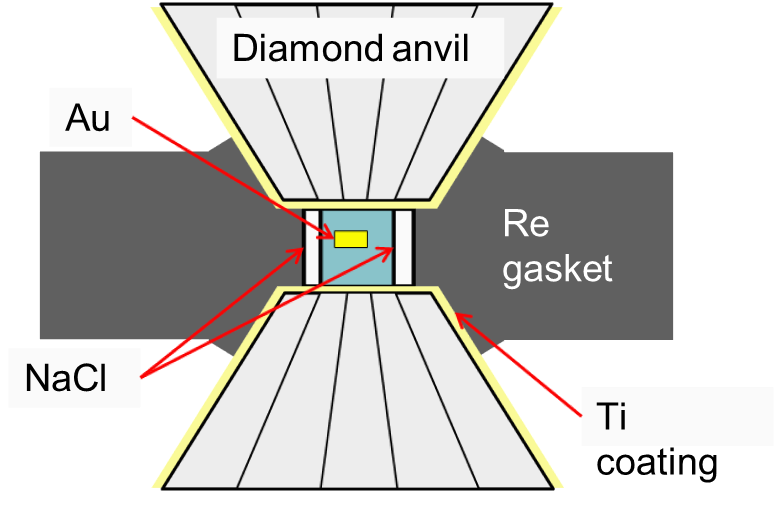 Diamond anvil
Au
Re
gasket
NaCl
Ti
coating